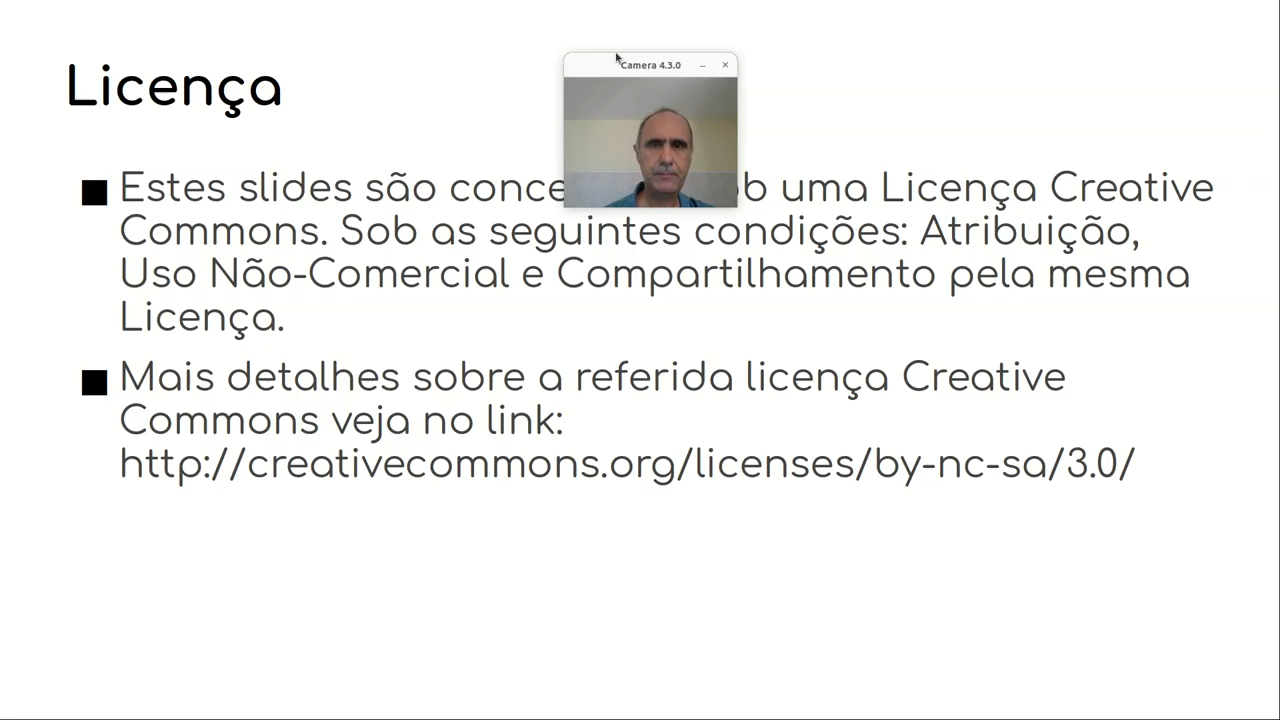 Licença
Camera 4.3.0
Estes slides são conce b uma Licença Creative
Commons. Sob as seguintes condições: Atribuição,
Uso Não-Comercial e Compartilhamento pela mesma
Licença.
Mais detalhes sobre a referida licença Creative
Commons veja no link:
http://creativecommons.org/licenses/by-nc-sa/3.0/